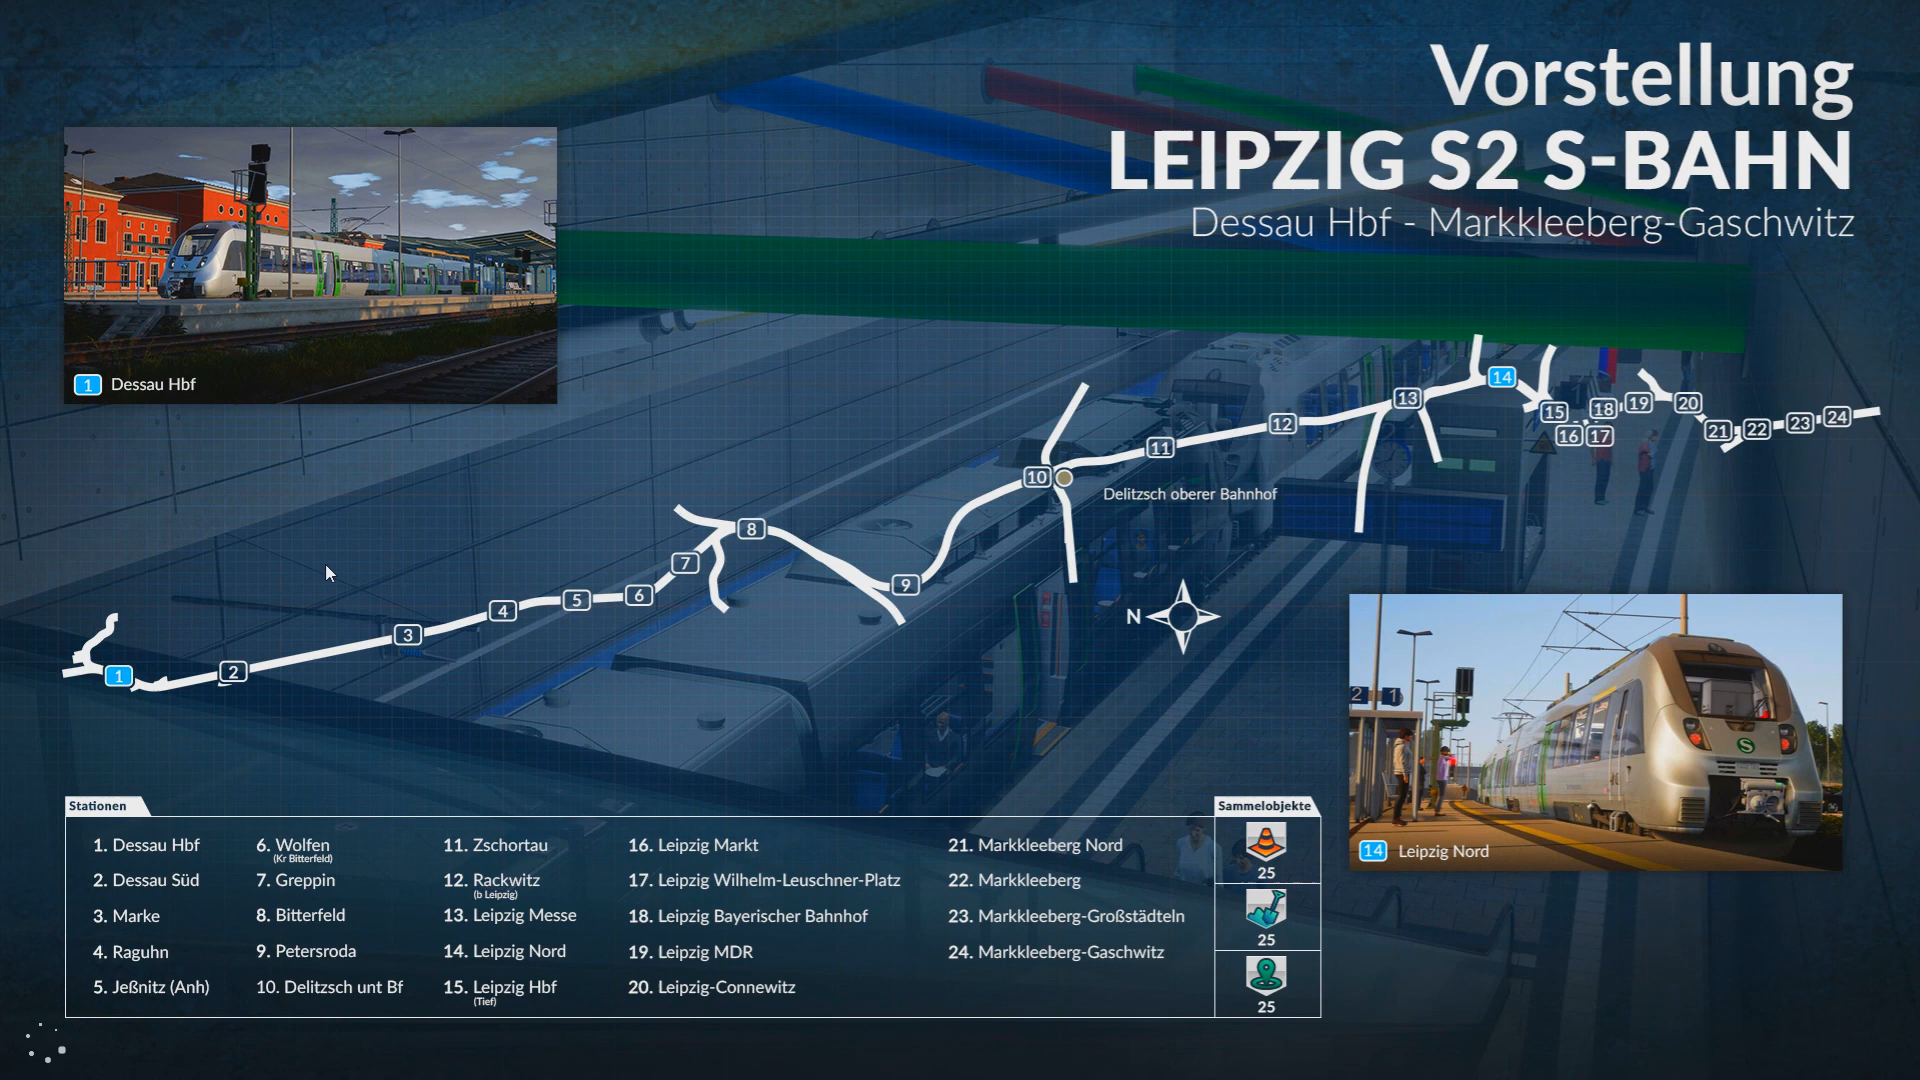 Vorstellung
LEIPZIG S2 S-BAHN
Dessau Hbf - Markkleeberg-Gaschwitz
1 Dessau Hbf
14
13
15
18
19
20
16
17
21
22
23
24
12
11
10
Delitzsch oberer Bahnhof
8
7
9
6
5
4
3
2
1
N
2 1
S
14 Leipzig Nord
Stationen
1. Dessau Hbf
2. Dessau Süd
3. Marke
4. Raguhn
5. Jeßnitz (Anh)
6. Wolfen
(Kr Bitterfeld)
7. Greppin
8. Bitterfeld
9. Petersroda
10. Delitzsch unt Bf
11. Zschortau
12. Rackwitz
(b Leipzig)
13. Leipzig Messe
14. Leipzig Nord
15. Leipzig Hbf
(Tief)
16. Leipzig Markt
17. Leipzig Wilhelm-Leuschner-Platz
18. Leipzig Bayerischer Bahnhof
19. Leipzig MDR
20. Leipzig-Connewitz
21. Markkleeberg Nord
22. Markkleeberg
23. Markkleeberg-Großstädteln
24. Markkleeberg-Gaschwitz
Sammelobjekte
25
25
25